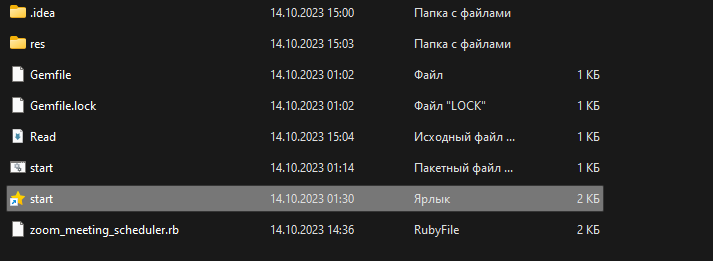 .idea 14.10.2023 15:00 Папка с файлами
res 14.10.2023 15:03 Папка с файлами
Gemfile 14.10.2023 01:02 Файл 1 КБ
Gemfile.lock 14.10.2023 01:02 Файл "LOCK" 1 КБ
Read 14.10.2023 15:04 Исходный файл ... 1 КБ
start 14.10.2023 01:14 Пакетный файл ... 1 КБ
start 14.10.2023 01:30 Ярлык 2 КБ
zoom_meeting_scheduler.rb 14.10.2023 14:36 RubyFile 2 КБ